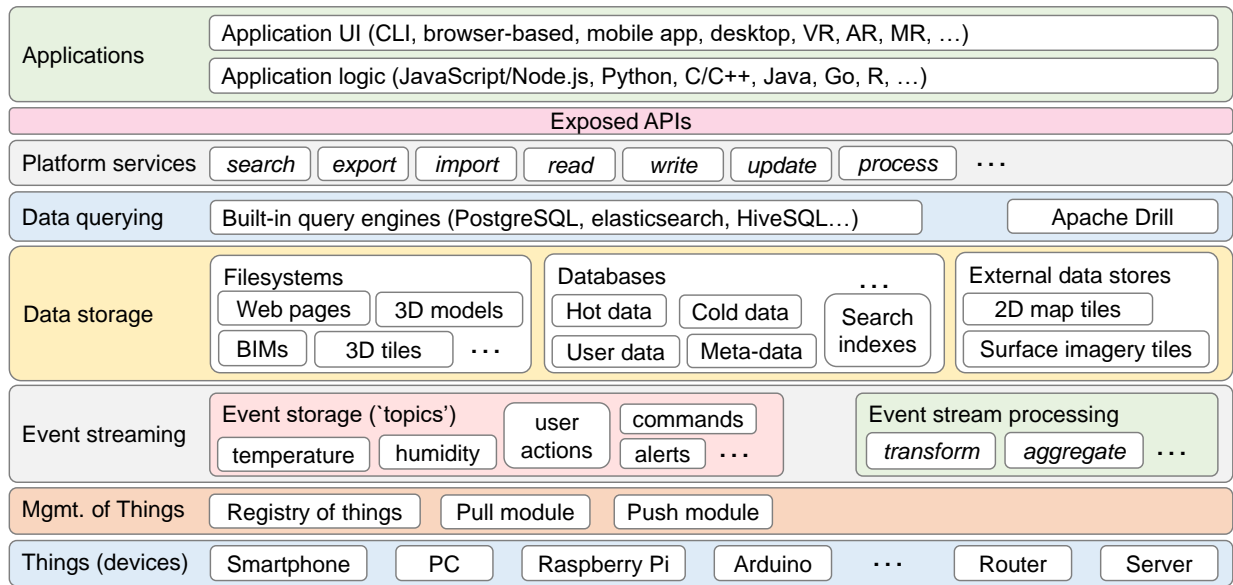 Applications
Application UI (CLI, browser-based, mobile app, desktop, VR, AR, MR, …)
Application logic (JavaScript/Node.js, Python, C/C++, Java, Go, R, …)
Exposed APIs
Platform services search export import read write update process ...
Data querying Built-in query engines (PostgreSQL, elasticsearch, HiveSQL…) Apache Drill
Data storage
Filesystems
Web pages 3D models
BIMs 3D tiles ...
Databases
Hot data Cold data
User data Meta-data
...
Search
indexes
External data stores
2D map tiles
Surface imagery tiles
Event streaming
Event storage (`topics')
temperature humidity
user
actions
commands
alerts ...
Event stream processing
transform aggregate ...
Mgmt. of Things Registry of things Pull module Push module
Things (devices) Smartphone PC Raspberry Pi Arduino ... Router Server